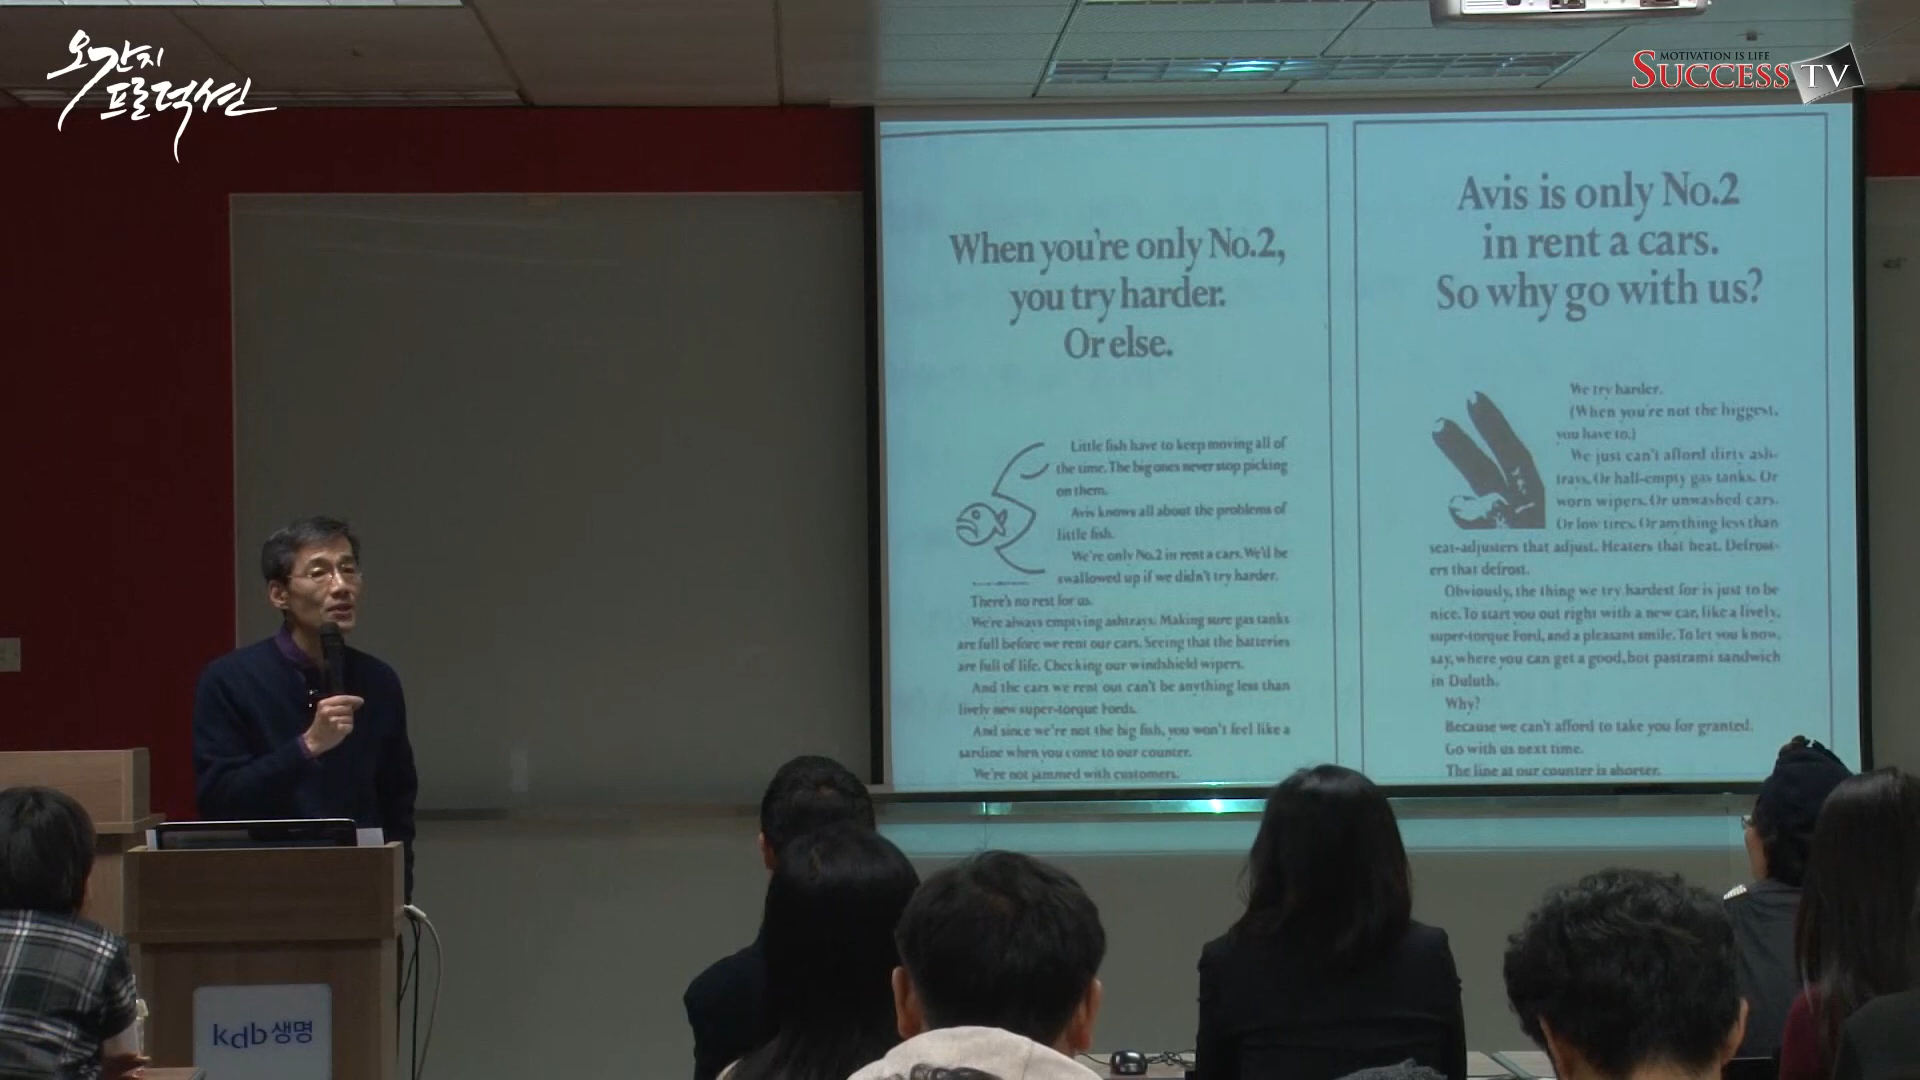 오간지
프로덕션
MOTIVATION IS LIFE
SUCCESS TV
When you're only No.2,
you try harder.
Or else.
Little fish have to keep moving all of
the time. The big ones never stop picking
on them.
Avis knows all about the problems of
little fish.
We're only No.2 in rent a cars. We'd be
swallowed up if we didn't try harder.
There's no rest for us.
We're always emptying ashtrays. Making sure gas tanks
are full before we rent our cars. Seeing that the batteries
are full of life. Checking our windshield wipers.
And the cars we rent out can't be anything less than
lively new super-torque Fords.
And since we're not the big fish, you won't feel like a
sardine when you come to our counter.
We're not jammed with customers.
Avis is only No.2
in rent a cars.
So why go with us?
We try harder.
(When you're not the biggest,
you have to.)
We just can't afford dirty ash-
trays. Or half-empty gas tanks. Or
worn wipers. Or unwashed cars.
Or low tires. Or anything less than
seat-adjusters that adjust. Heaters that heat. Defrost-
ers that defrost.
Obviously, the thing we try hardest for is just to be
nice. To start you out right with a new car, like a lively,
super-torque Ford, and a pleasant smile. To let you know,
say, where you can get a good, hot pastrami sandwich
in Duluth.
Why?
Because we can't afford to take you for granted.
Go with us next time.
The line at our counter is shorter.
kdb생명